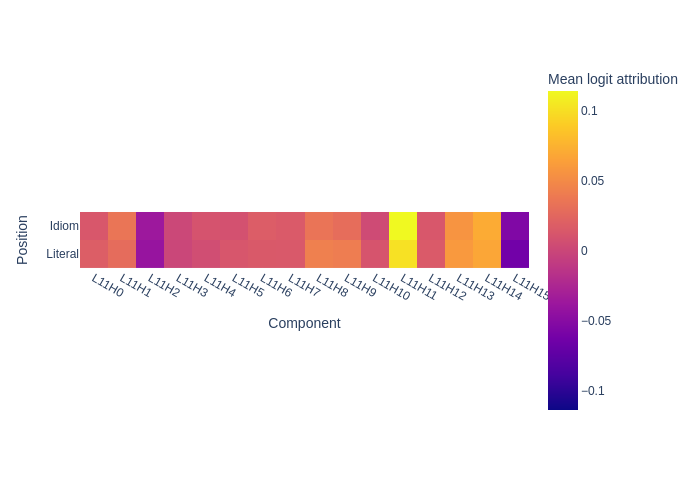 Mean logit attribution
0.1
0.05
0
−0.05
−0.1
Position
Idiom
Literal
L11H0
L11H1
L11H2
L11H3
L11H4
L11H5
L11H6
L11H7
L11H8
L11H9
L11H10
L11H11
L11H12
L11H13
L11H14
L11H15
Component